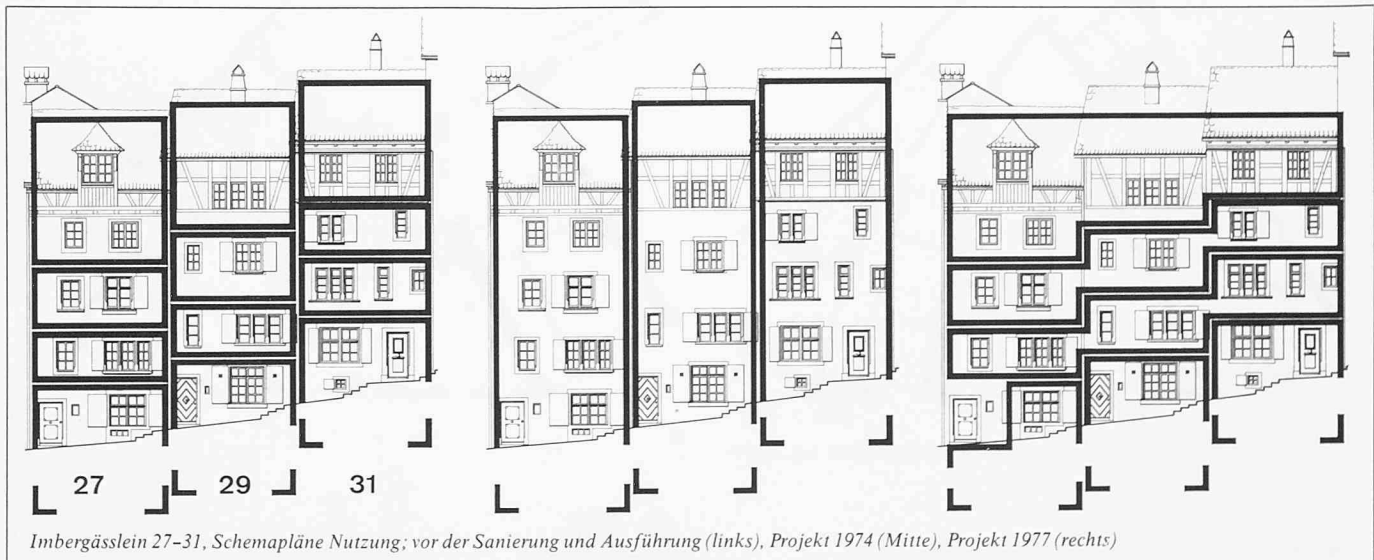 27 29 31
Imbergässlein 27–31, Schemapläne Nutzung; vor der Sanierung und Ausführung (links), Projekt 1974 (Mitte), Projekt 1977 (rechts)